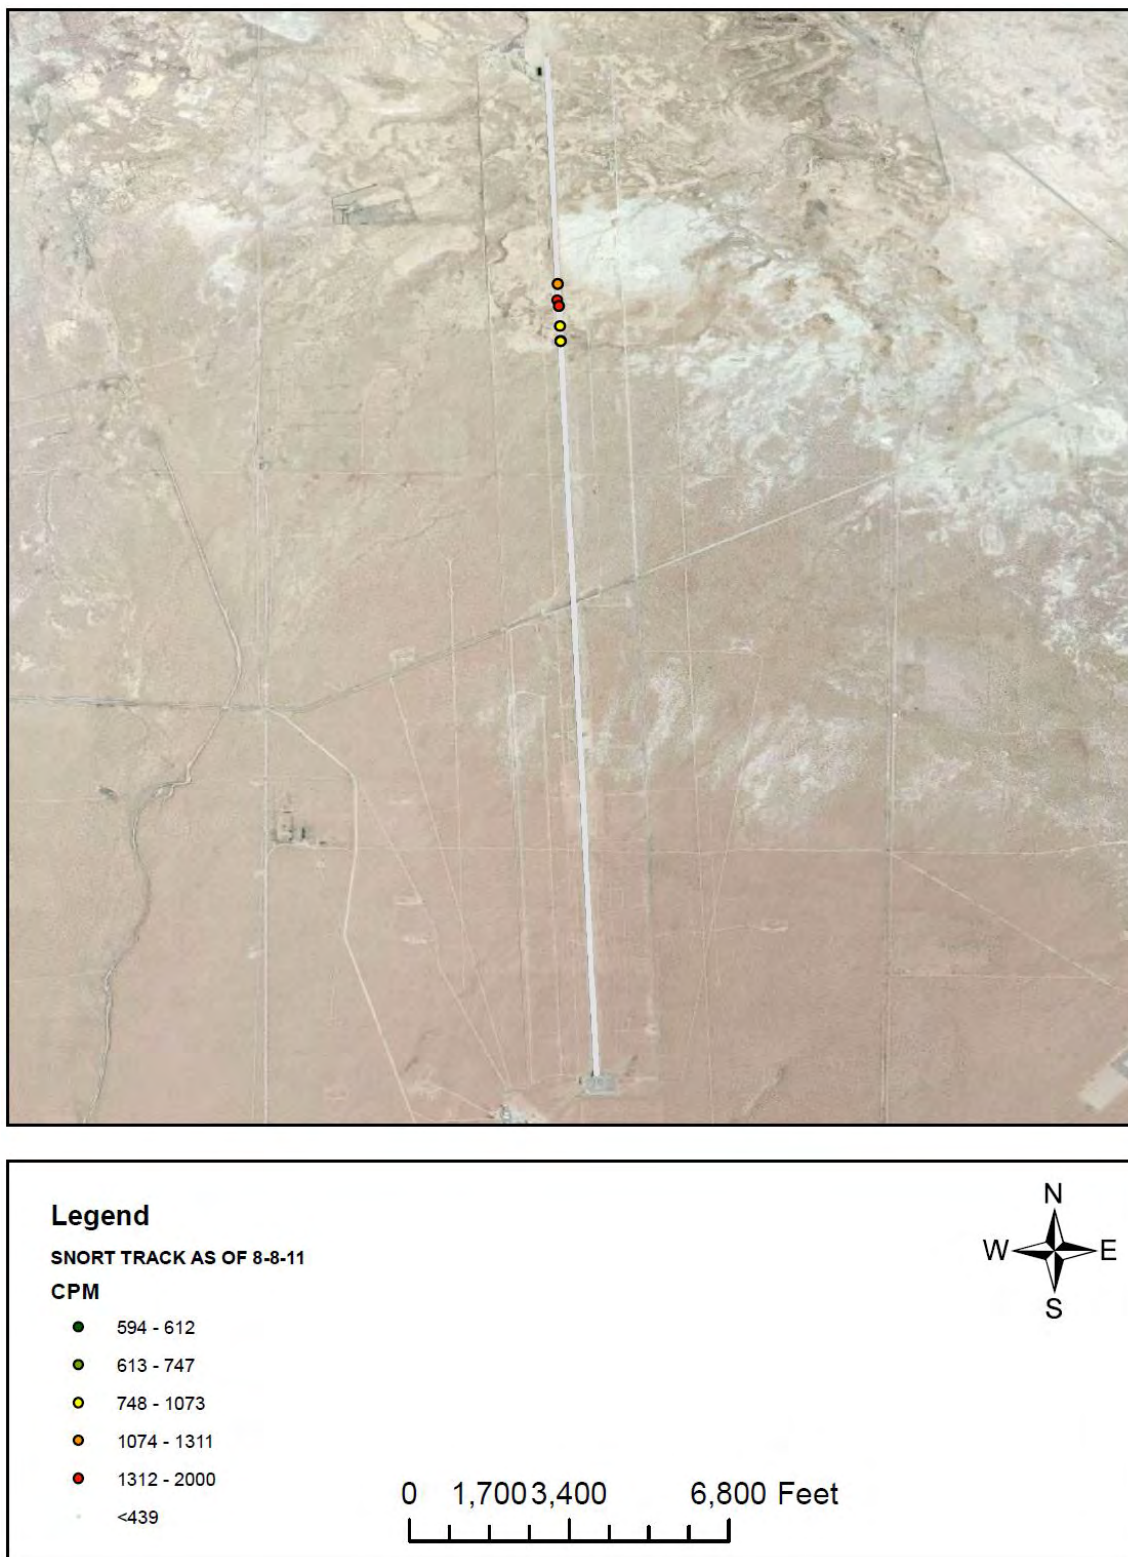 Legend
SNORT TRACK AS OF 8-8-11
CPM
594 - 612
613 - 747
748 - 1073
1074 - 1311
1312 - 2000
<439
N
W E
S
0 1,700 3,400 6,800 Feet